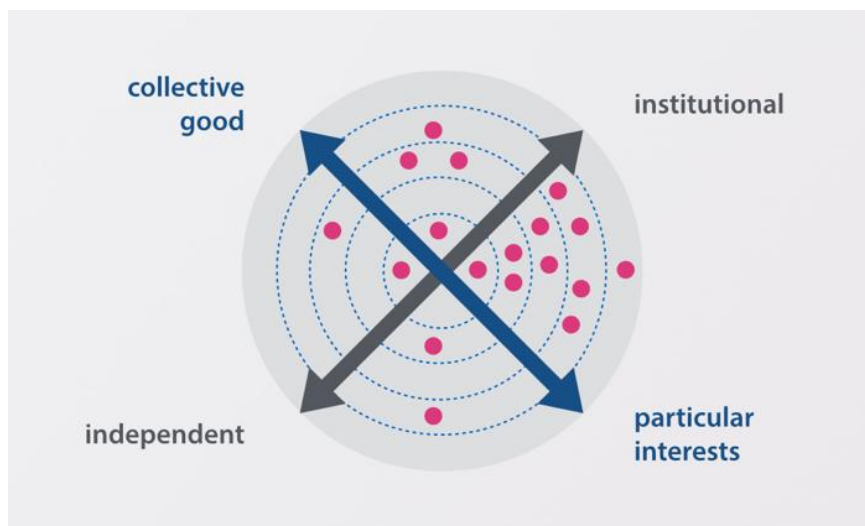 collective
good
institutional
independent
particular
interests